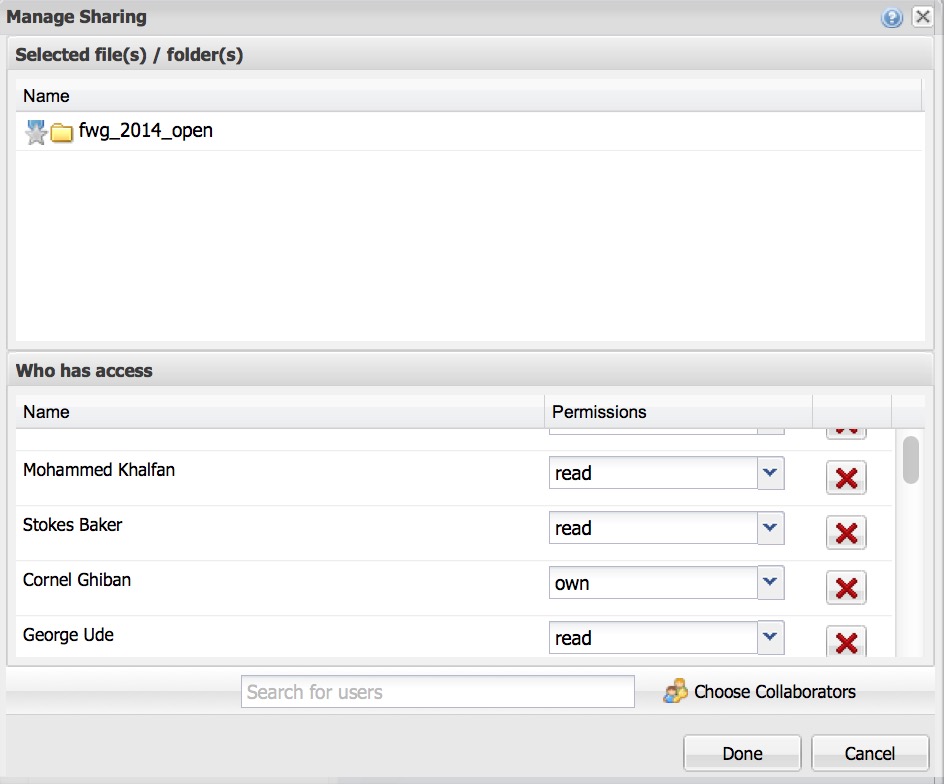 Manage Sharing
Selected file(s) / folder(s)
Name
fwg_2014_open
Who has access
Name Permissions
Mohammed Khalfan read
Stokes Baker read
Cornel Ghiban own
George Ude read
Search for users Choose Collaborators
Done Cancel